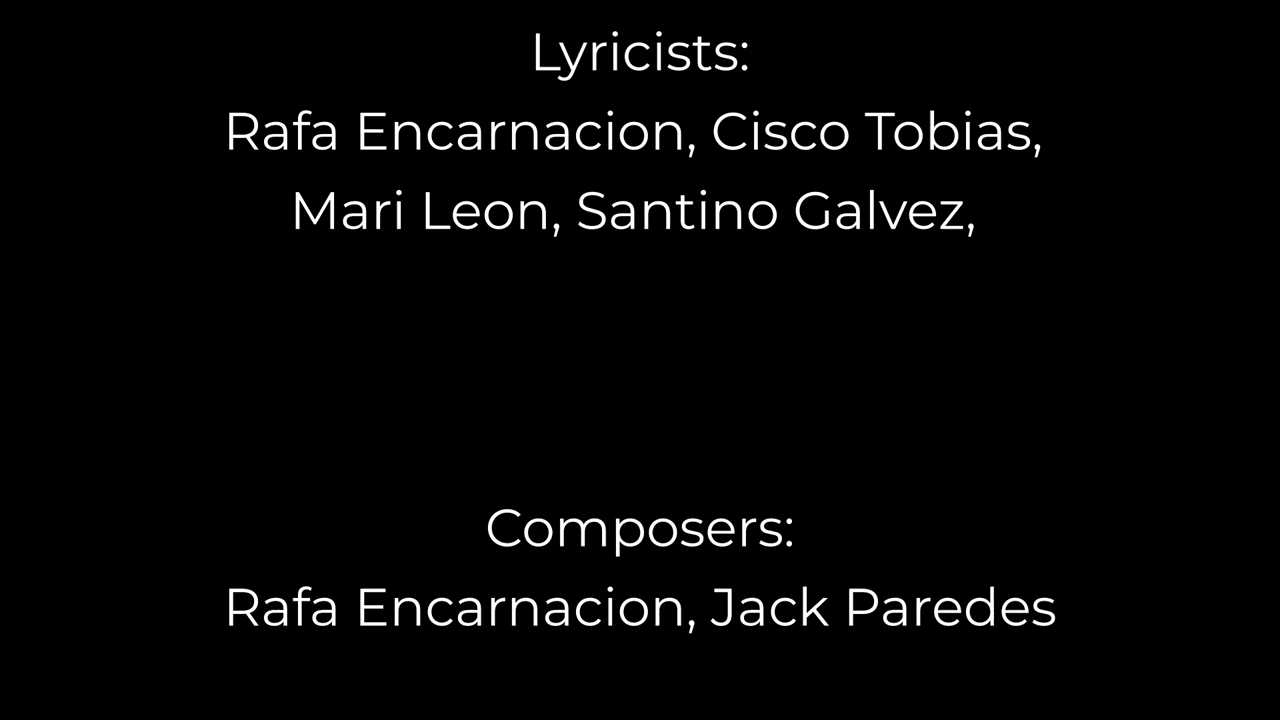 Lyricists:
Rafa Encarnacion, Cisco Tobias,
Mari Leon, Santino Galvez,
Composers:
Rafa Encarnacion, Jack Paredes